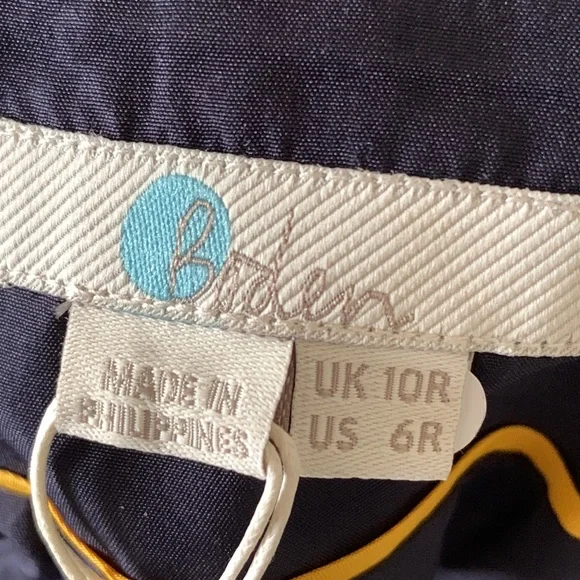 Boden
MADE IN
PHILIPPINES
UK 10R
US 6R